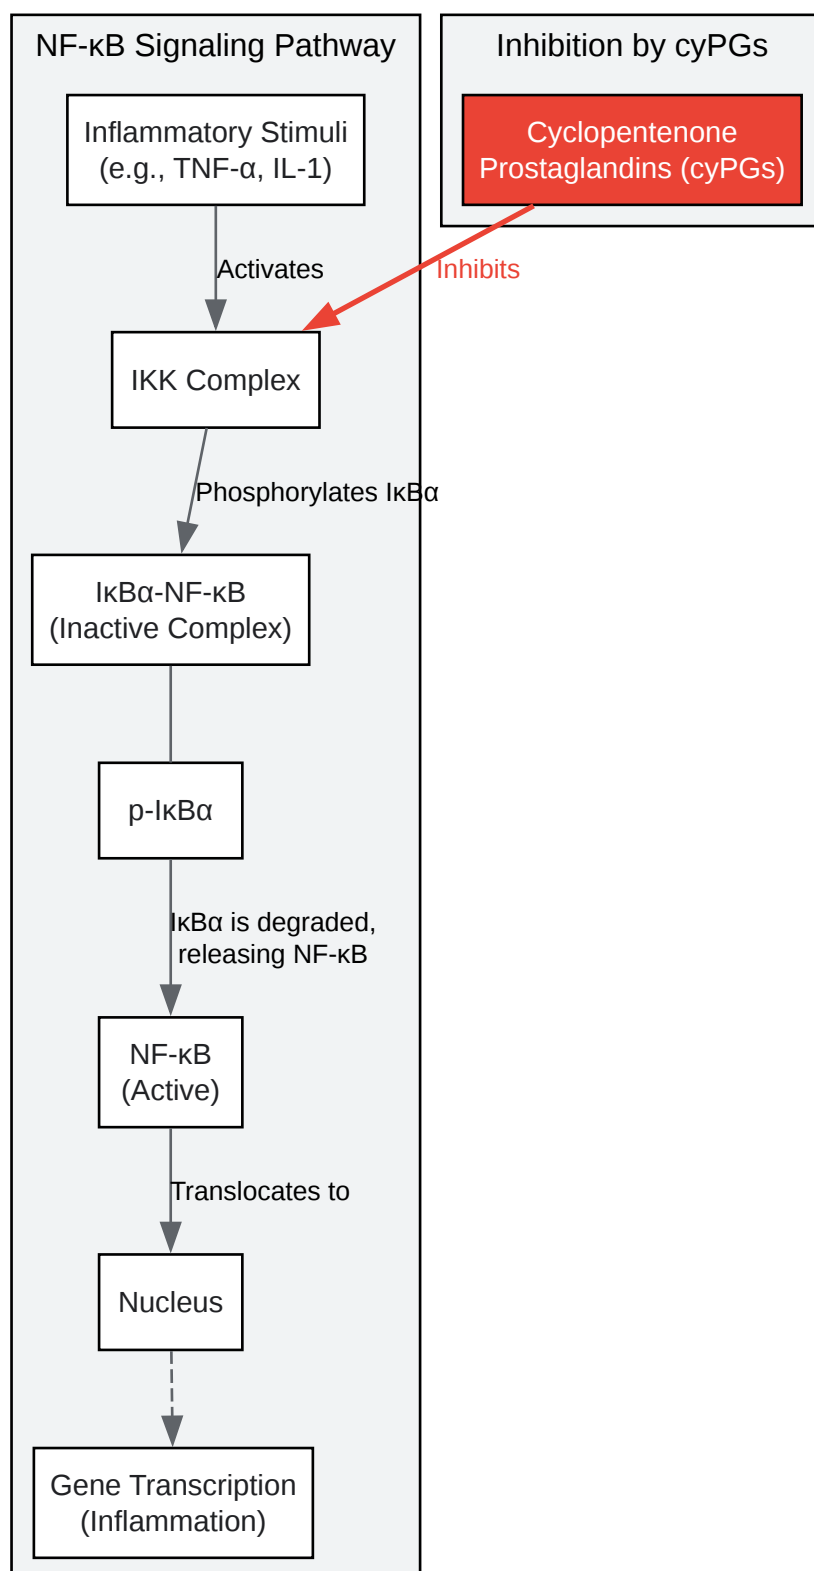 NF-κB Signaling Pathway
Inhibition by cyPGs
Inflammatory Stimuli
(e.g., TNF-α, IL-1)
Cyclopentenone
Prostaglandins (cyPGs)
Activates
Inhibits
IKK Complex
Phosphorylates IκBα
IκBα-NF-κB
(Inactive Complex)
p-IκBα
IκBα is degraded,
releasing NF-κB
NF-κB
(Active)
Translocates to
Nucleus
Gene Transcription
(Inflammation)